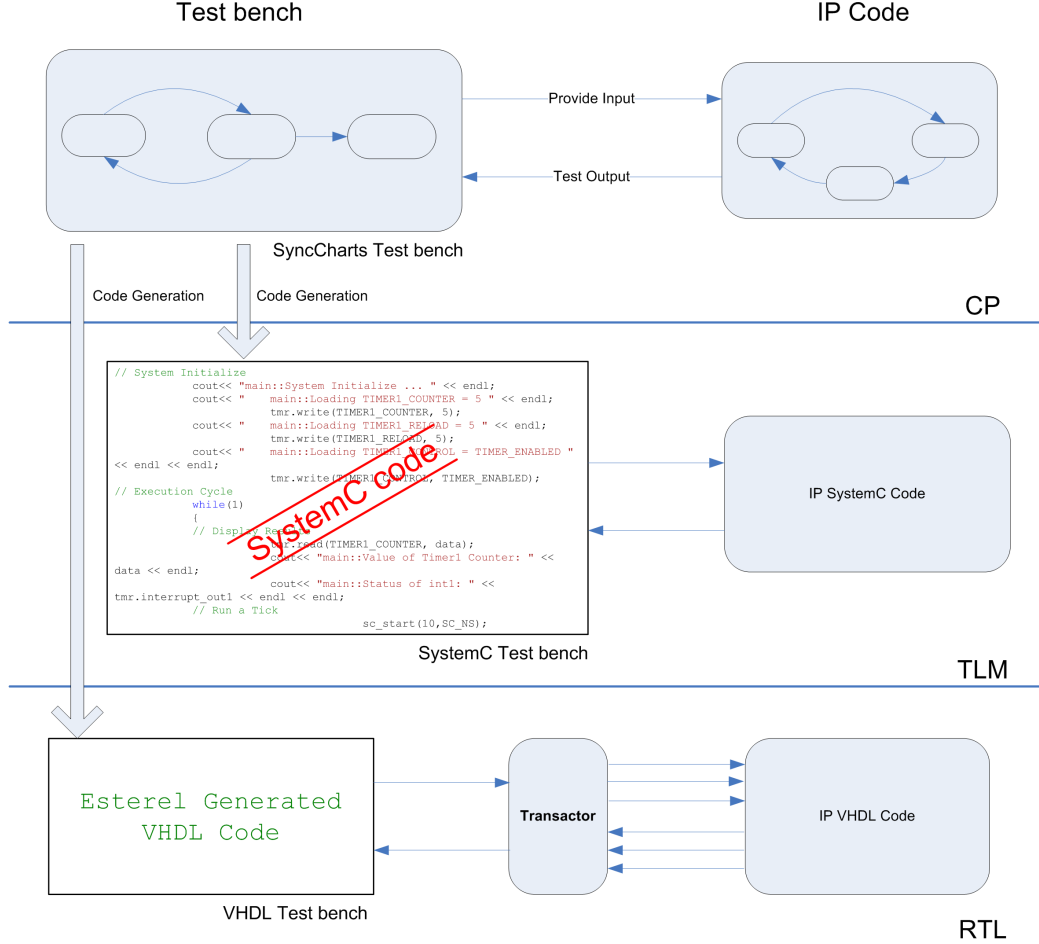 Test bench
IP Code
Provide Input
Test Output
SyncCharts Test bench
Code Generation
Code Generation
CP
// System Initialize
cout<< "main::System Initialize ... " << endl;
cout<< "    main::Loading TIMER1_COUNTER = 5 " << endl;
tmr.write(TIMER1_COUNTER, 5);
cout<< "    main::Loading TIMER1_RELOAD = 5 " << endl;
tmr.write(TIMER1_RELOAD, 5);
cout<< "    main::Loading TIMER1_CONTROL = TIMER_ENABLED "
<< endl << endl;
tmr.write(TIMER1_CONTROL, TIMER_ENABLED);
// Execution Cycle
while(1)
{
// Display
tmr.read(TIMER1_COUNTER, data);
cout<< "main::Value of Timer1 Counter: " <<
data << endl;
cout<< "main::Status of int1: " <<
tmr.interrupt_out1 << endl << endl;
// Run a Tick
sc_start(10,SC_NS);
SystemC code
IP SystemC Code
SystemC Test bench
TLM
Esterel Generated
VHDL Code
Transactor
IP VHDL Code
VHDL Test bench
RTL